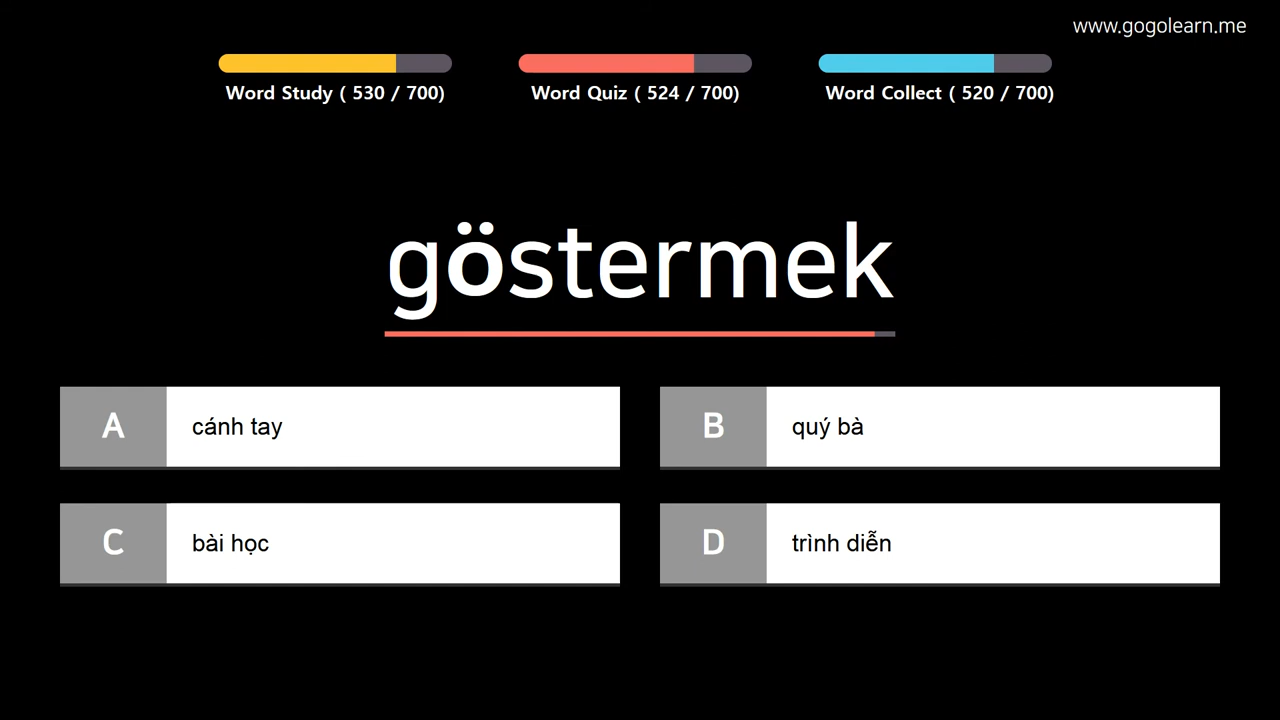 www.gogolearn.me
Word Study ( 530 / 700)
Word Quiz ( 524 / 700)
Word Collect ( 520 / 700)
göstermek
A cánh tay
B quý bà
C bài học
D trình diễn